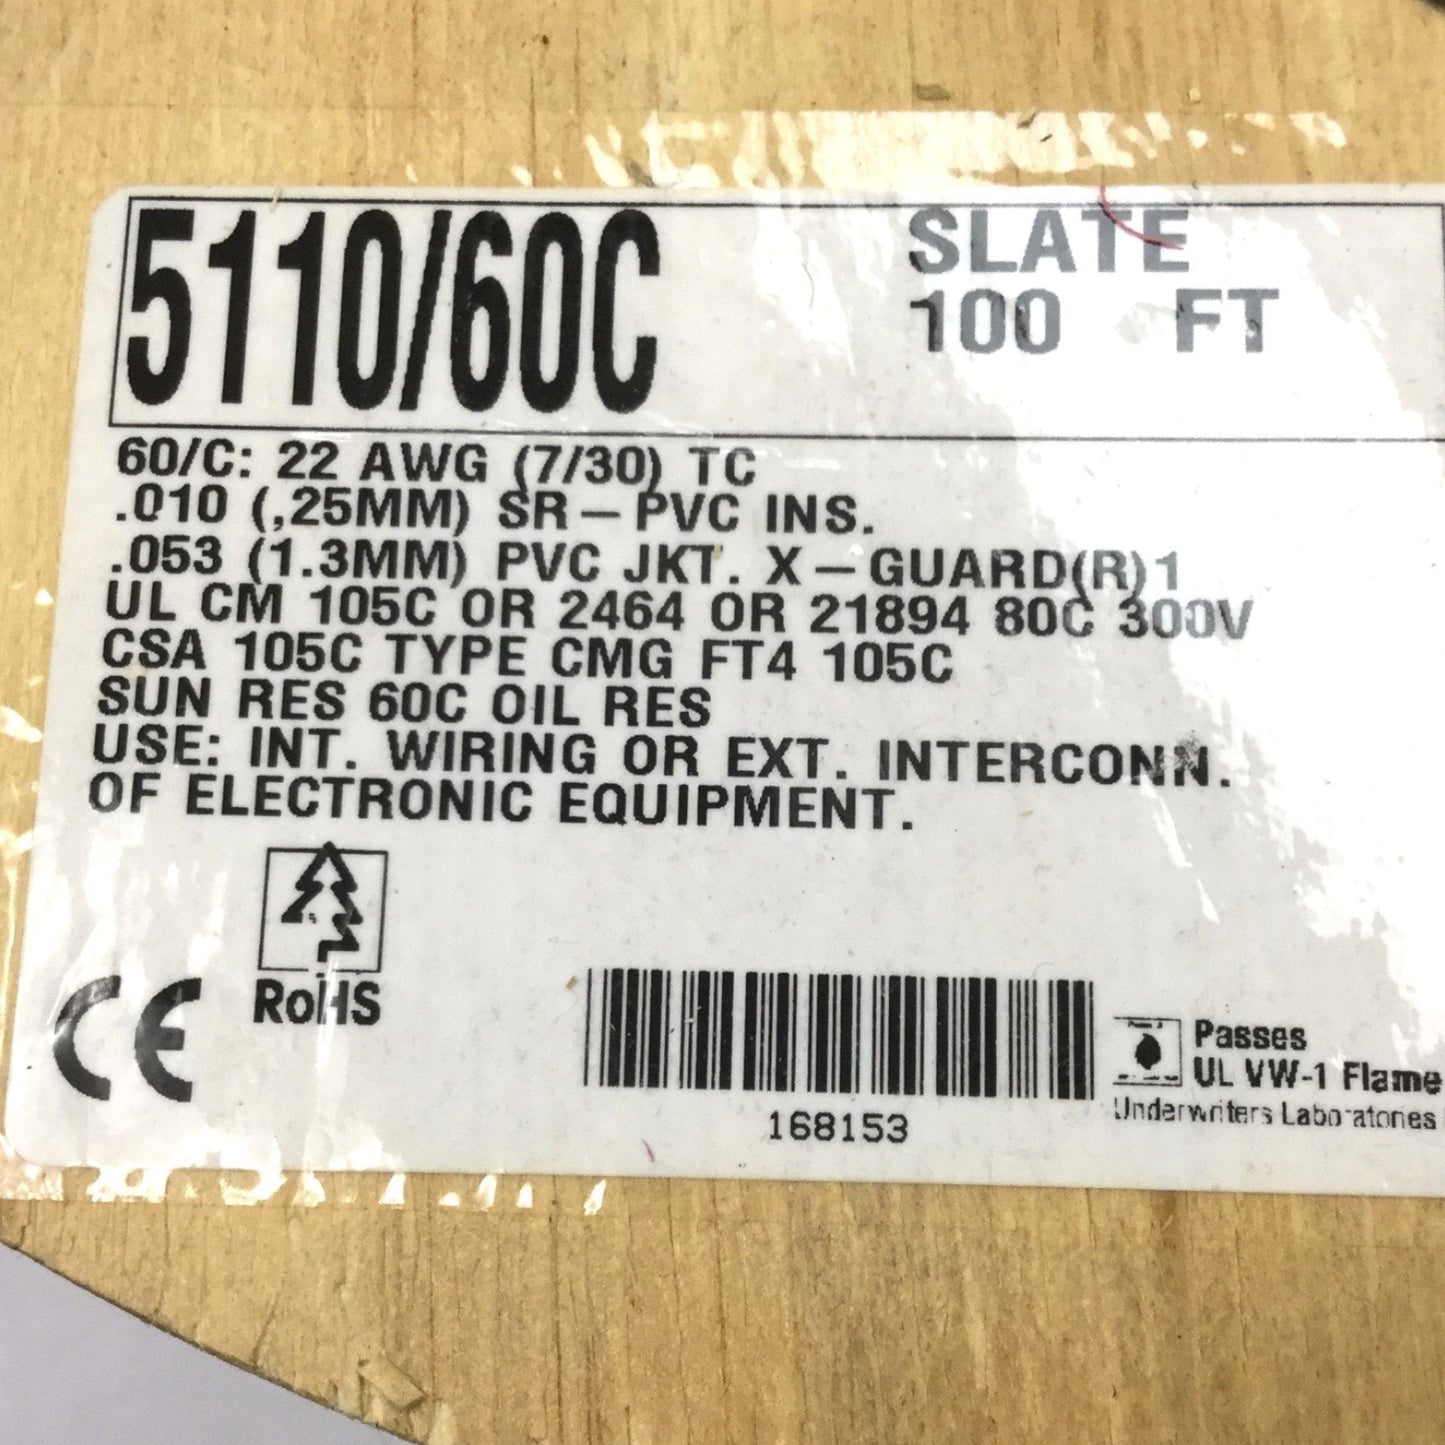 5110/60C
SLATE
100 FT
60/C: 22 AWG (7/30) TC
.010 (,25MM) SR-PVC INS.
.053 (1.3MM) PVC JKT. X-GUARD(R)1
UL CM 105C OR 2464 OR 21894 80C 300V
CSA 105C TYPE CMG FT4 105C
SUN RES 60C OIL RES
USE: INT. WIRING OR EXT. INTERCONN.
OF ELECTRONIC EQUIPMENT.
RoHS
CE
168153
Passes
UL VW-1 Flame
Underwriters Laboratories